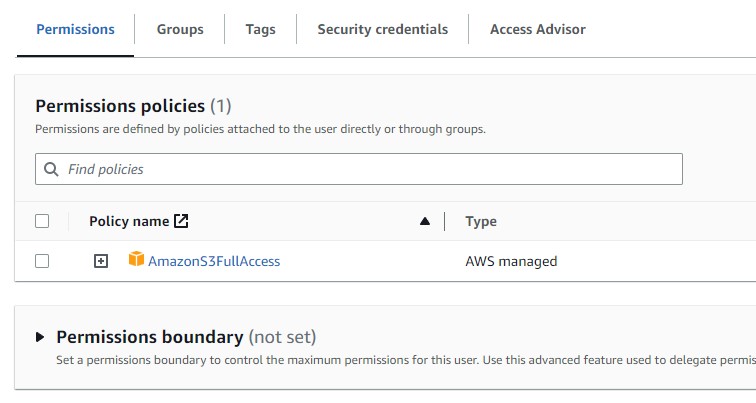 Permissions
Groups
Tags
Security credentials
Access Advisor
Permissions policies (1)
Permissions are defined by policies attached to the user directly or through groups.
Find policies
Policy name
Type
AmazonS3FullAccess
AWS managed
Permissions boundary (not set)
Set a permissions boundary to control the maximum permissions for this user. Use this advanced feature used to delegate